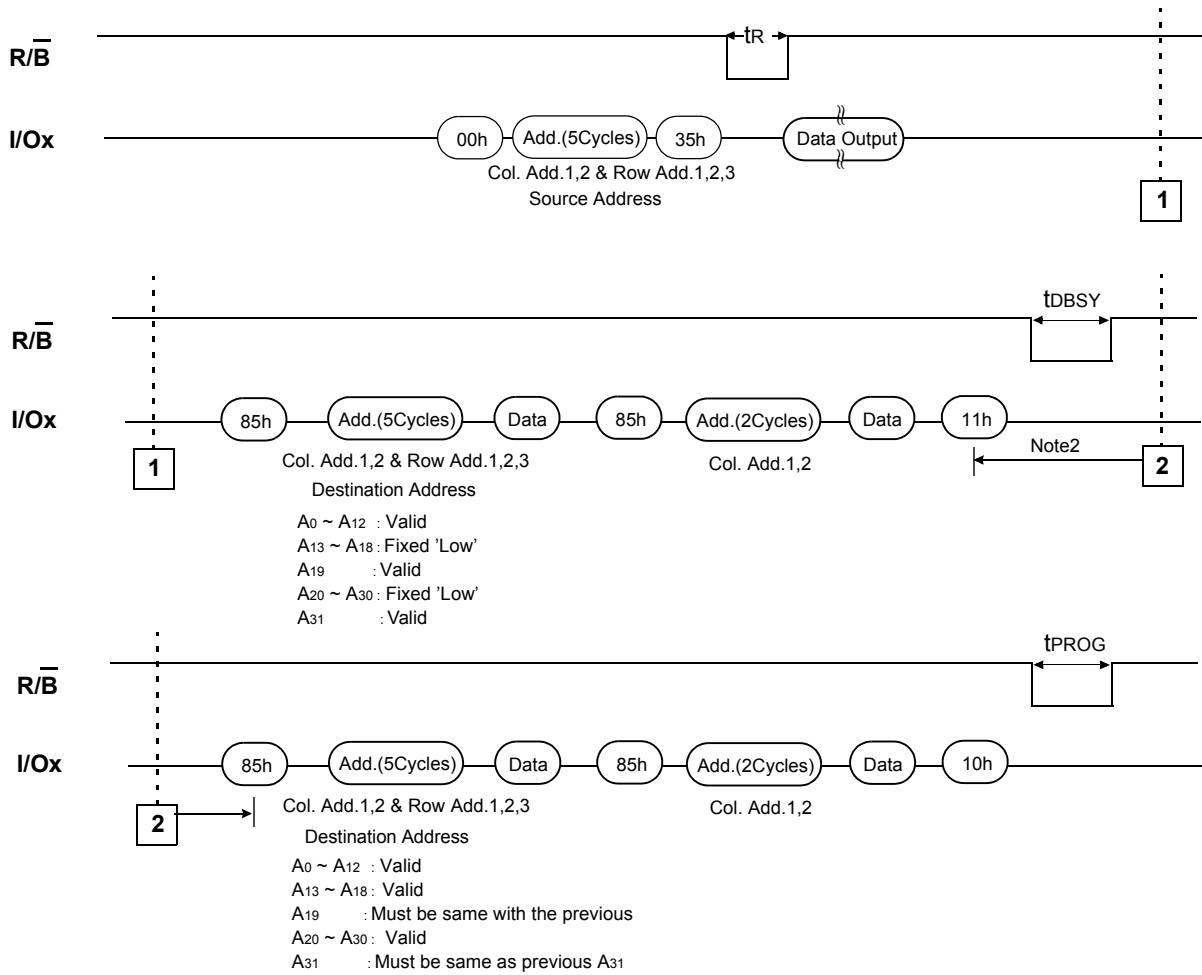 tR
R/B
I/Ox 00h Add.(5Cycles) 35h Data Output
Col. Add.1,2 & Row Add.1,2,3
Source Address
1
tDBSY
R/B
I/Ox 85h Add.(5Cycles) Data 85h Add.(2Cycles) Data 11h
1 Col. Add.1,2 & Row Add.1,2,3 Col. Add.1,2 Note2 2
Destination Address
A0 ~ A12 : Valid
A13 ~ A18 : Fixed 'Low'
A19 : Valid
A20 ~ A30 : Fixed 'Low'
A31 : Valid
tPROG
R/B
I/Ox 85h Add.(5Cycles) Data 85h Add.(2Cycles) Data 10h
2 Col. Add.1,2 & Row Add.1,2,3 Col. Add.1,2
Destination Address
A0 ~ A12 : Valid
A13 ~ A18 : Valid
A19 : Must be same with the previous
A20 ~ A30 : Valid
A31 : Must be same as previous A31